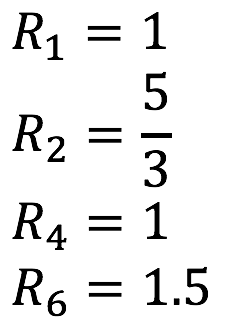 R₁ = 1
R₂ = 5/3
R₄ = 1
R₆ = 1.5